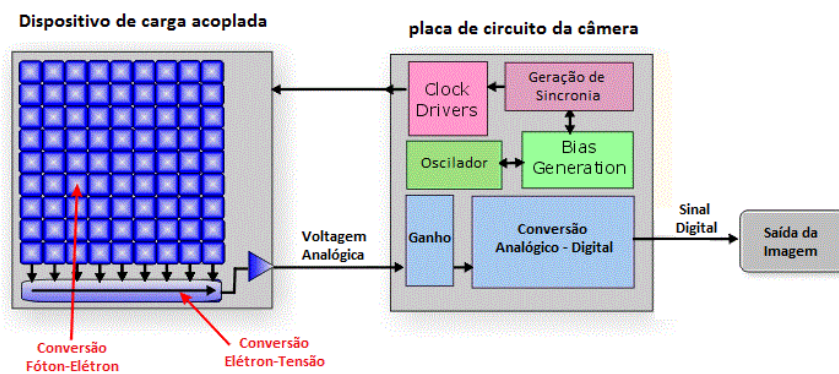 Dispositivo de carga acoplada
placa de circuito da câmera
Clock
Drivers
Geração de
Sincronia
Oscilador
Bias
Generation
Voltagem
Analógica
Ganho
Conversão
Analógico - Digital
Sinal
Digital
Saída da
Imagem
Conversão
Fóton-Elétron
Conversão
Elétron-Tensão